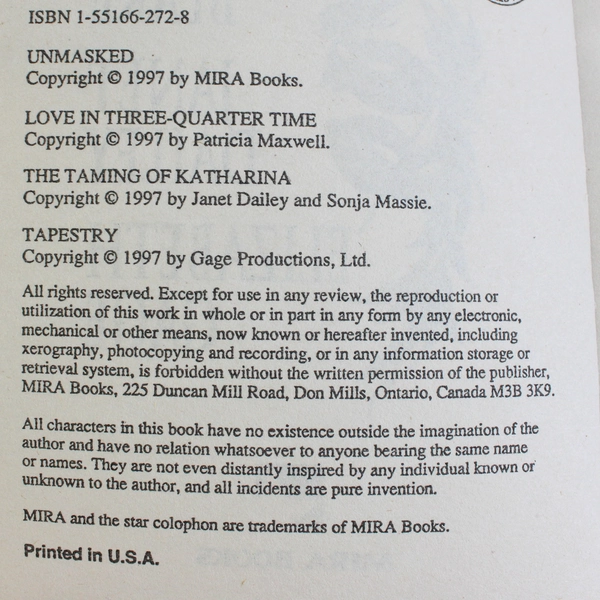 ISBN 1-55166-272-8
UNMASKED
Copyright © 1997 by MIRA Books.
LOVE IN THREE-QUARTER TIME
Copyright © 1997 by Patricia Maxwell.
THE TAMING OF KATHARINA
Copyright © 1997 by Janet Dailey and Sonja Massie.
TAPESTRY
Copyright © 1997 by Gage Productions, Ltd.
All rights reserved. Except for use in any review, the reproduction or
utilization of this work in whole or in part in any form by any electronic,
mechanical or other means, now known or hereafter invented, including
xerography, photocopying and recording, or in any information storage or
retrieval system, is forbidden without the written permission of the publisher,
MIRA Books, 225 Duncan Mill Road, Don Mills, Ontario, Canada M3B 3K9.
All characters in this book have no existence outside the imagination of the
author and have no relation whatsoever to anyone bearing the same name
or names. They are not even distantly inspired by any individual known or
unknown to the author, and all incidents are pure invention.
MIRA and the star colophon are trademarks of MIRA Books.
Printed in U.S.A.